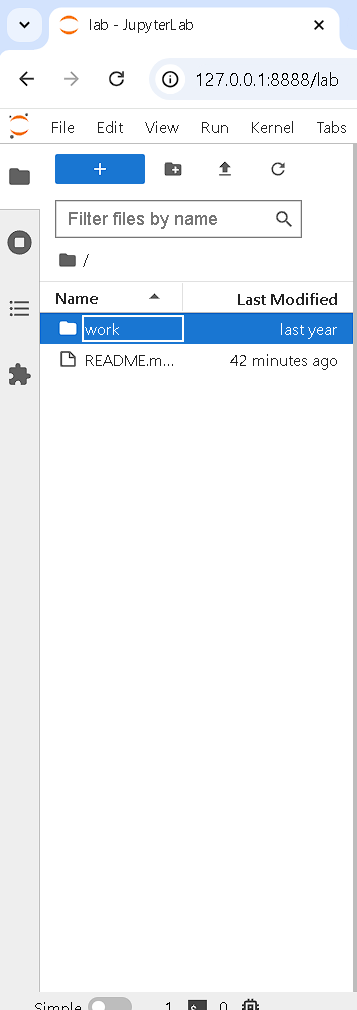 lab - JupyterLab
127.0.0.1:8888/lab
File Edit View Run Kernel Tabs
Filter files by name
/
Name Last Modified
work last year
README.m... 42 minutes ago
Simple 1 $_ 0